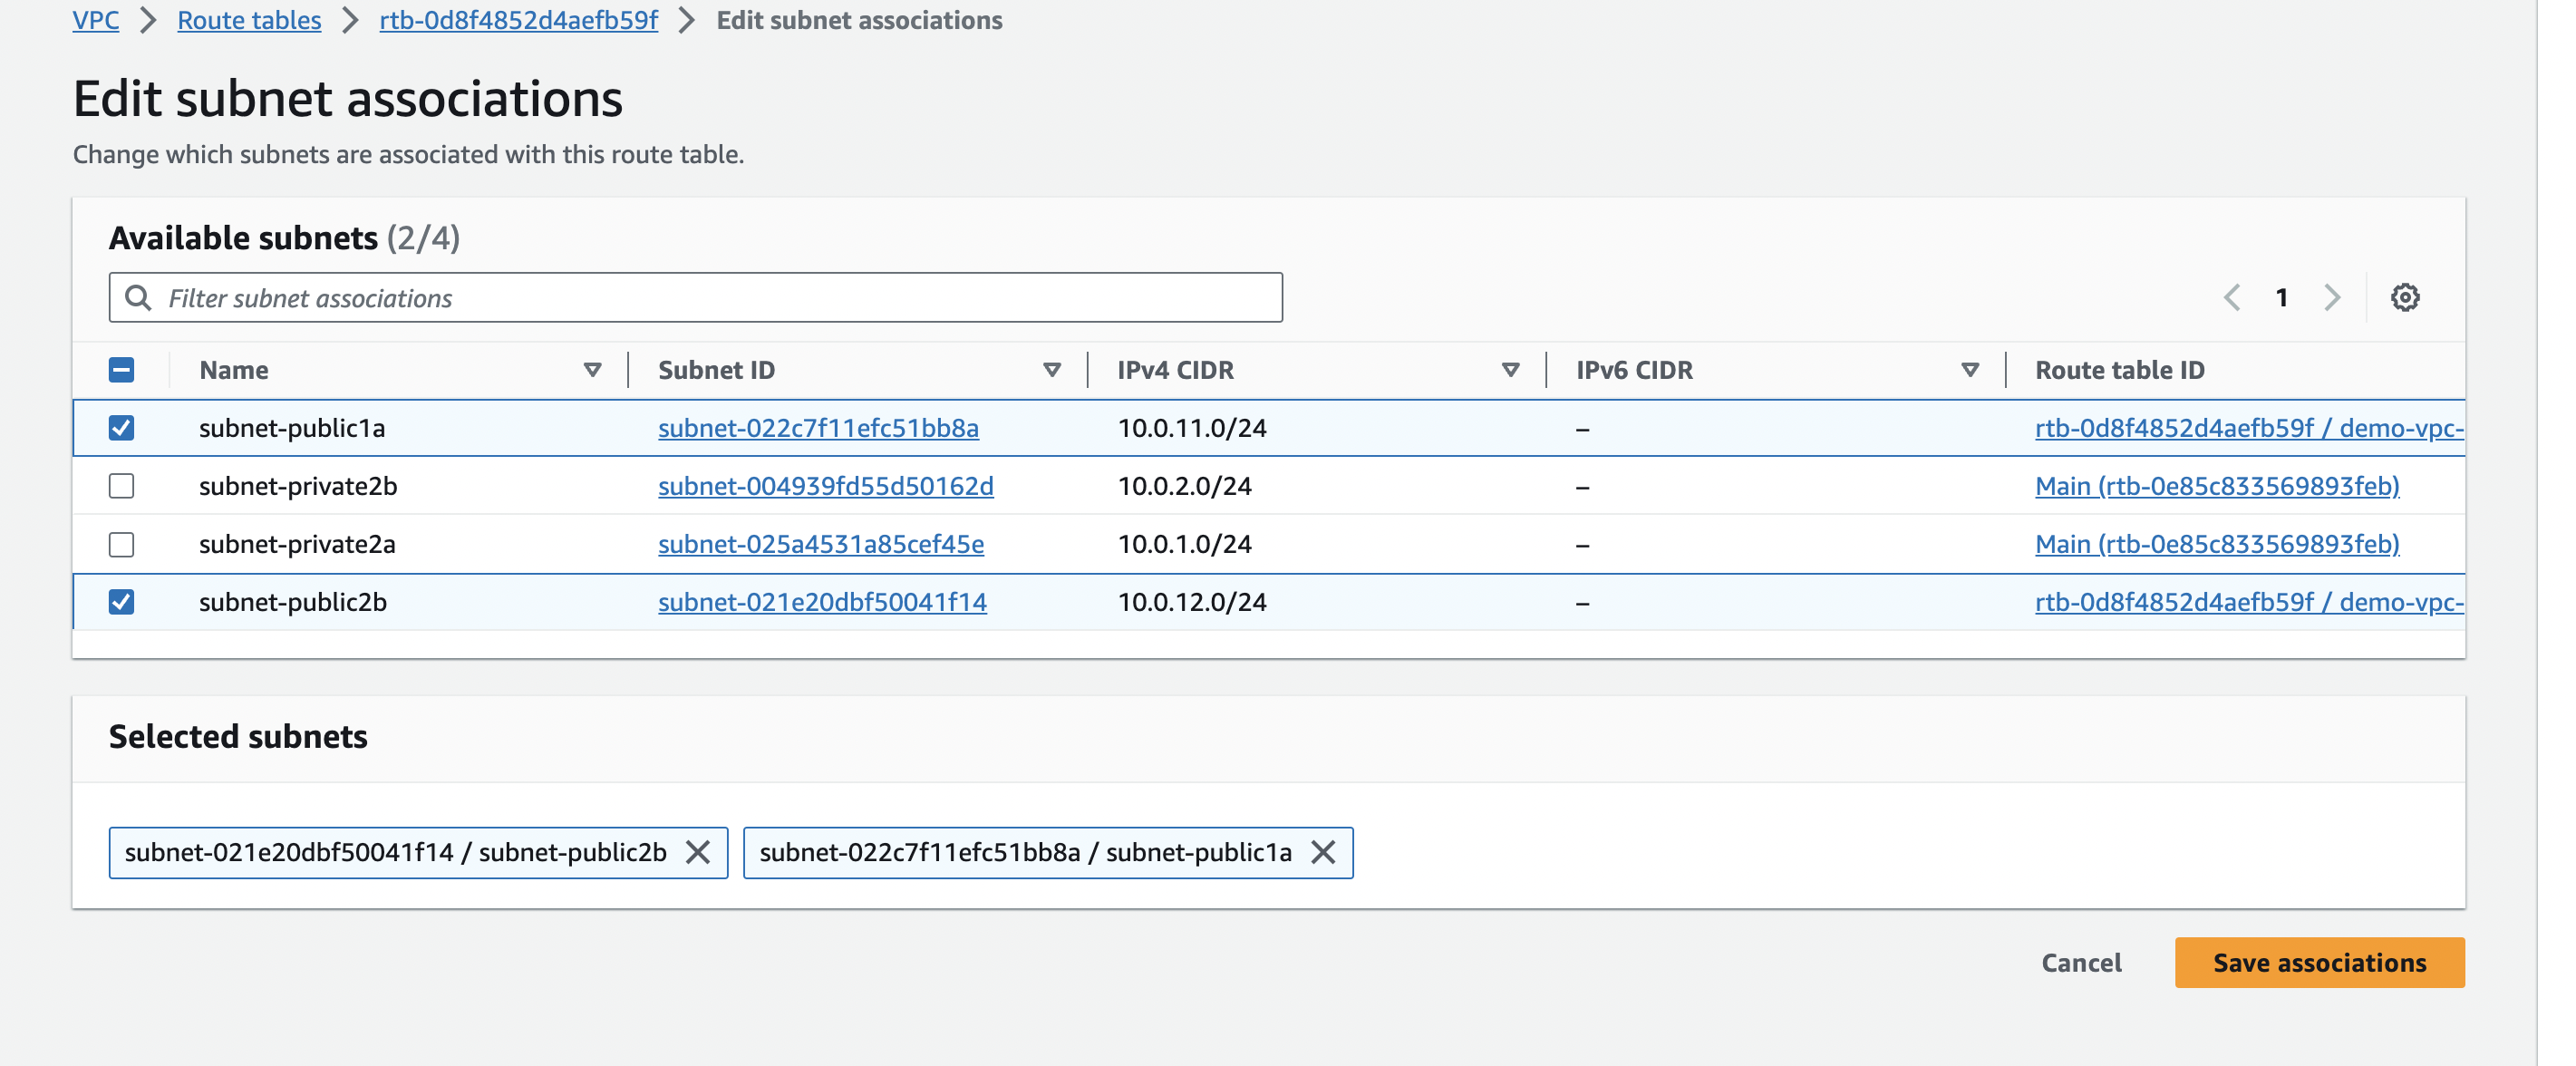 VPC > Route tables > rtb-0d8f4852d4aefb59f > Edit subnet associations
Edit subnet associations
Change which subnets are associated with this route table.
Available subnets (2/4)
Filter subnet associations
1
Name Subnet ID IPv4 CIDR IPv6 CIDR Route table ID
subnet-public1a subnet-022c7f11efc51bb8a 10.0.11.0/24 – rtb-0d8f4852d4aefb59f / demo-vpc-
subnet-private2b subnet-004939fd55d50162d 10.0.2.0/24 – Main (rtb-0e85c833569893feb)
subnet-private2a subnet-025a4531a85cef45e 10.0.1.0/24 – Main (rtb-0e85c833569893feb)
subnet-public2b subnet-021e20dbf50041f14 10.0.12.0/24 – rtb-0d8f4852d4aefb59f / demo-vpc-
Selected subnets
subnet-021e20dbf50041f14 / subnet-public2b subnet-022c7f11efc51bb8a / subnet-public1a
Cancel Save associations